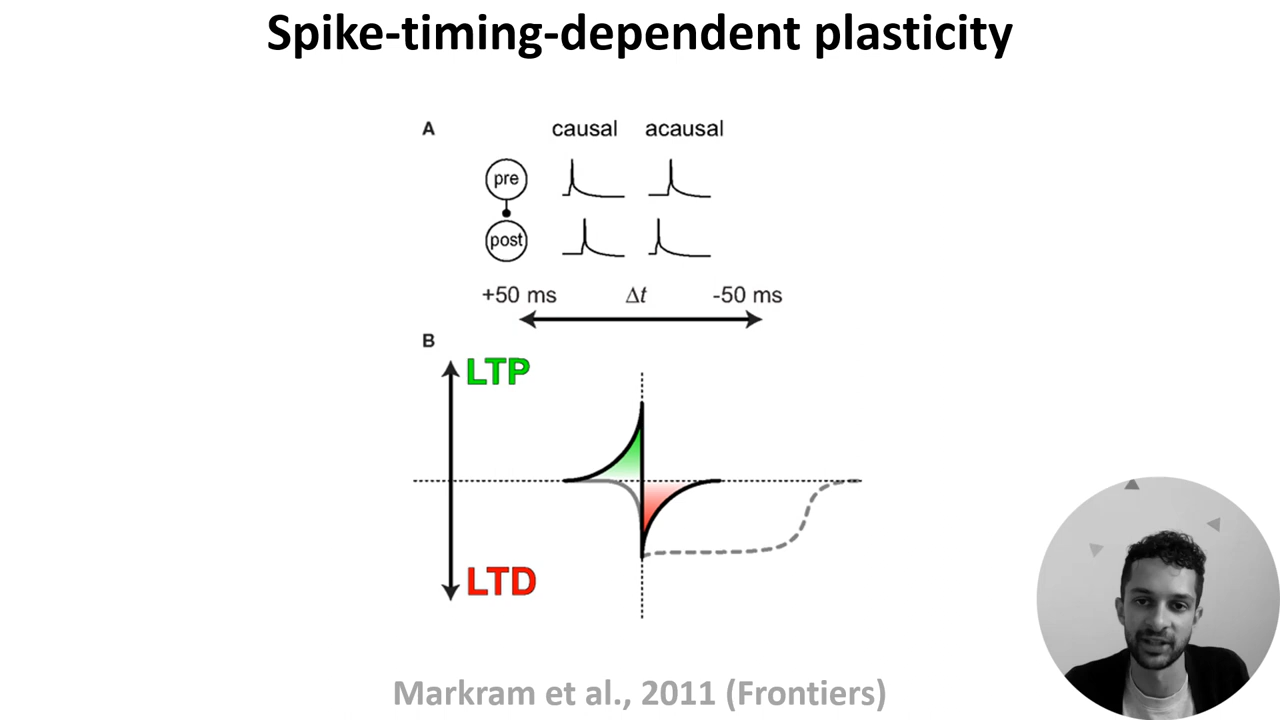 Spike-timing-dependent plasticity
A
causal acausal
pre
post
+50 ms Δt -50 ms
B
LTP
LTD
Markram et al., 2011 (Frontiers)